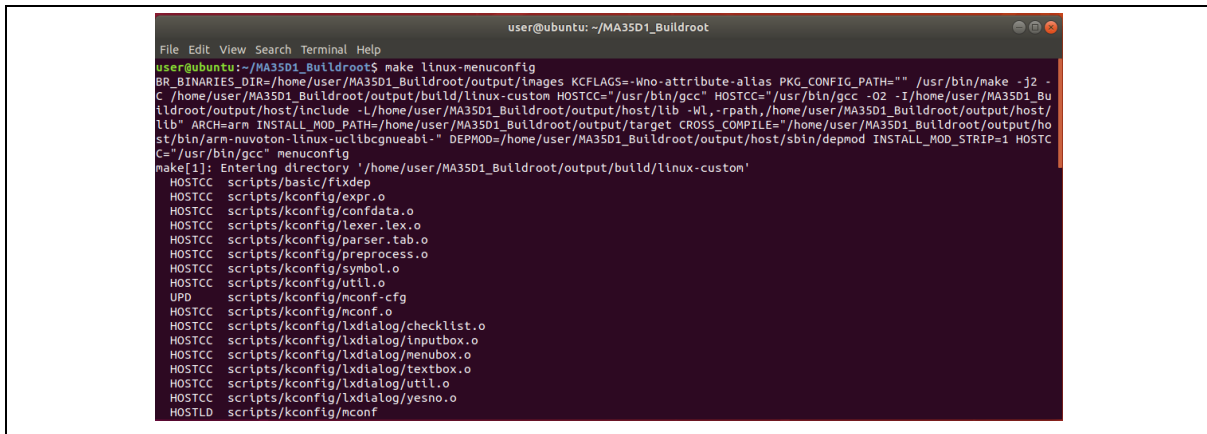 user@ubuntu: ~/MA35D1_Buildroot
File Edit View Search Terminal Help
user@ubuntu:~/MA35D1_Buildroot$ make linux-menuconfig
BR_BINARIES_DIR=/home/user/MA35D1_Buildroot/output/images KCFLAGS=-Wno-attribute-alias PKG_CONFIG_PATH="" /usr/bin/make -j2 -
C /home/user/MA35D1_Buildroot/output/build/linux-custom HOSTCC="/usr/bin/gcc" HOSTCC="/usr/bin/gcc -O2 -I/home/user/MA35D1_Bu
ildroot/output/host/include -L/home/user/MA35D1_Buildroot/output/host/lib -Wl,-rpath,/home/user/MA35D1_Buildroot/output/host/
lib" ARCH=arm INSTALL_MOD_PATH=/home/user/MA35D1_Buildroot/output/target CROSS_COMPILE="/home/user/MA35D1_Buildroot/output/ho
st/bin/arm-nuvoton-linux-uclibcgnueabi-" DEPMOD=/home/user/MA35D1_Buildroot/output/host/sbin/depmod INSTALL_MOD_STRIP=1 HOSTC
C="/usr/bin/gcc" menuconfig
make[1]: Entering directory '/home/user/MA35D1_Buildroot/output/build/linux-custom'
HOSTCC scripts/basic/fixdep
HOSTCC scripts/kconfig/expr.o
HOSTCC scripts/kconfig/confdata.o
HOSTCC scripts/kconfig/lexer.lex.o
HOSTCC scripts/kconfig/parser.tab.o
HOSTCC scripts/kconfig/preprocess.o
HOSTCC scripts/kconfig/symbol.o
HOSTCC scripts/kconfig/util.o
UPD scripts/kconfig/mconf-cfg
HOSTCC scripts/kconfig/mconf.o
HOSTCC scripts/kconfig/lxdialog/checklist.o
HOSTCC scripts/kconfig/lxdialog/inputbox.o
HOSTCC scripts/kconfig/lxdialog/menubox.o
HOSTCC scripts/kconfig/lxdialog/textbox.o
HOSTCC scripts/kconfig/lxdialog/util.o
HOSTCC scripts/kconfig/lxdialog/yesno.o
HOSTLD scripts/kconfig/mconf